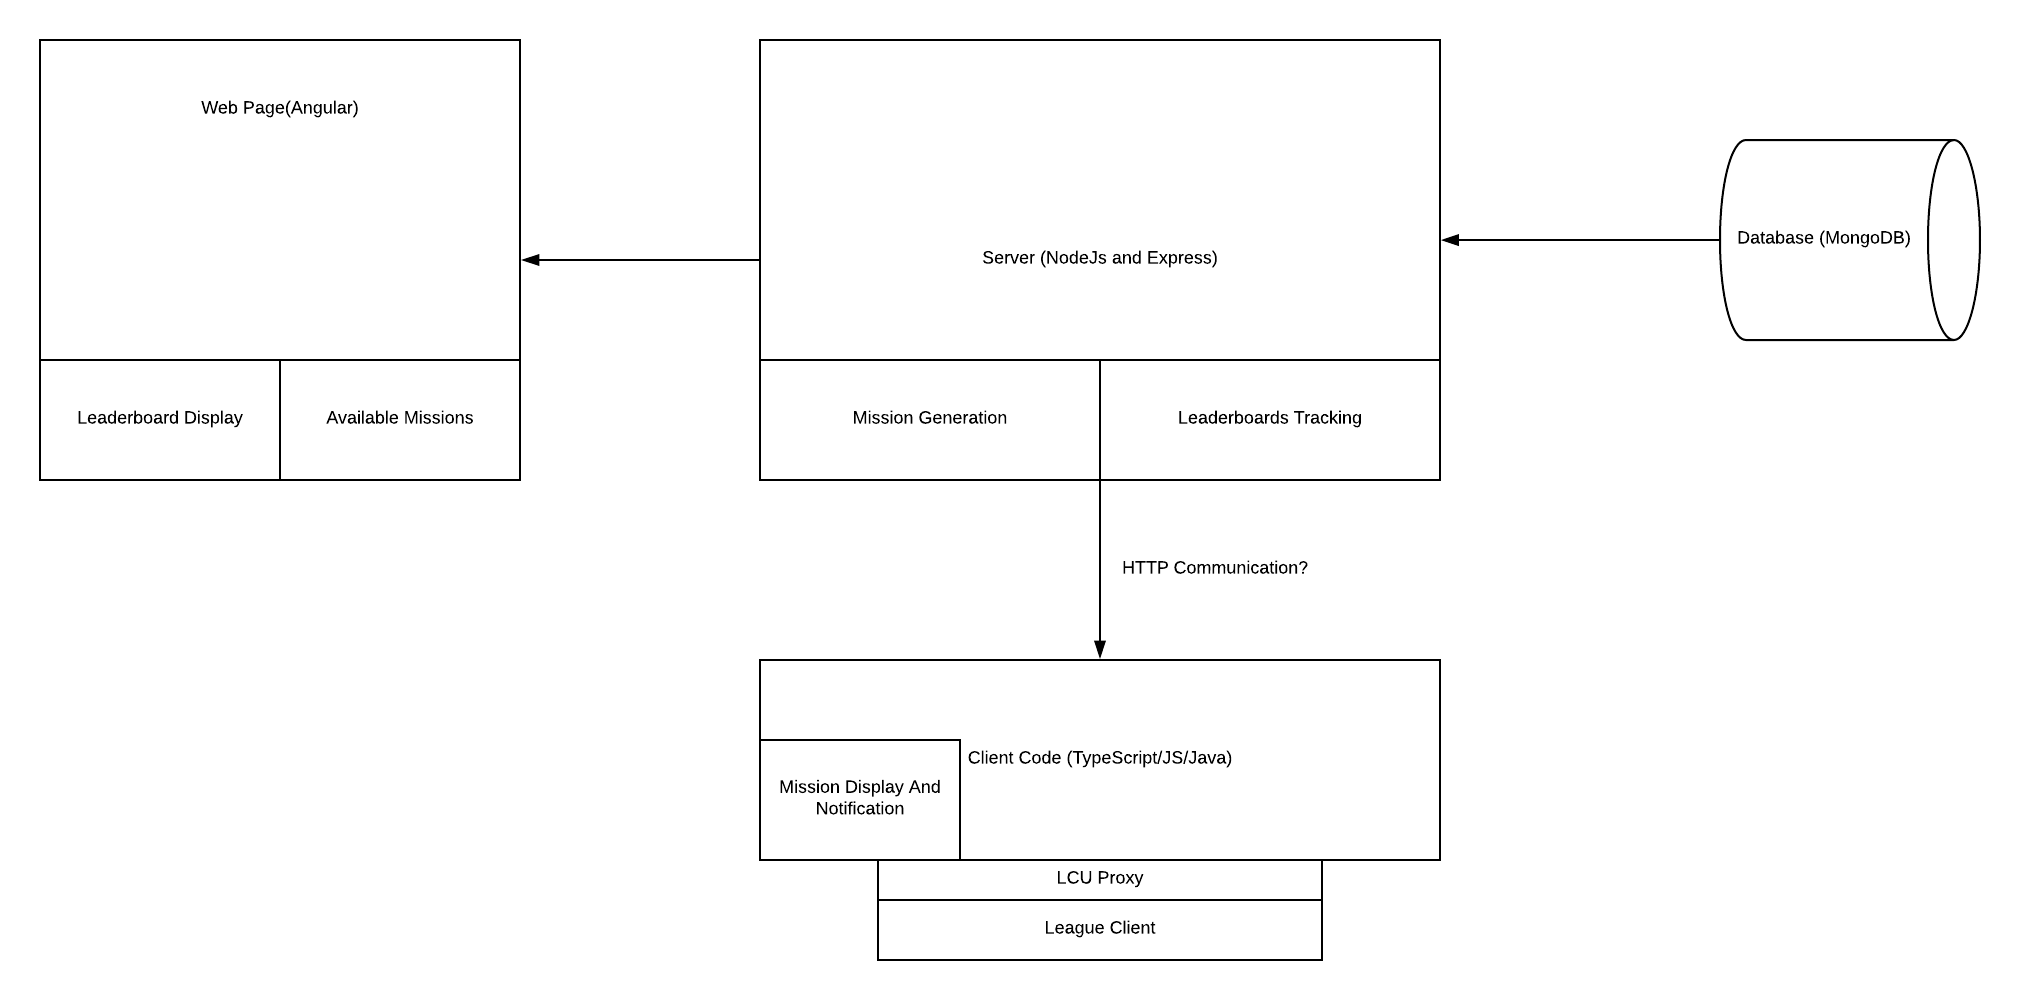 Web Page(Angular)
Leaderboard Display
Available Missions
Server (NodeJs and Express)
Mission Generation
Leaderboards Tracking
Database (MongoDB)
HTTP Communication?
Client Code (TypeScript/JS/Java)
Mission Display And
Notification
LCU Proxy
League Client